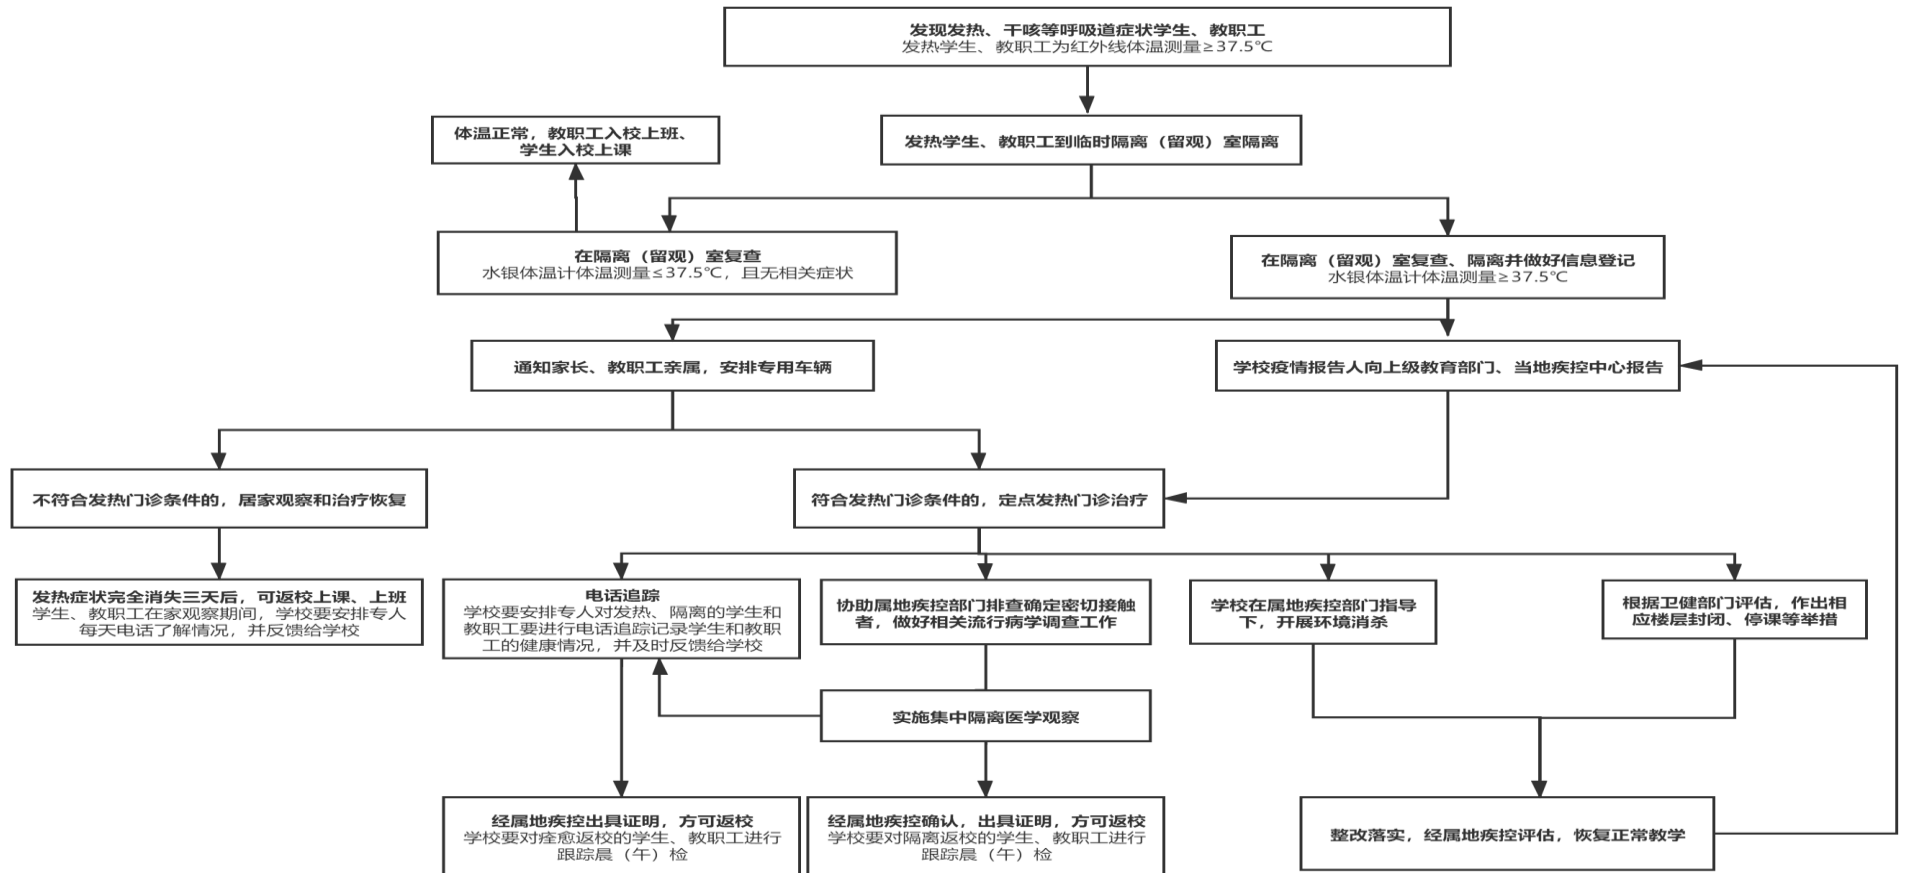 发现发热、干咳等呼吸道症状学生、教职工
发热学生、教职工为红外线体温测量≥37.5℃
体温正常，教职工入校上班、
学生入校上课
发热学生、教职工到临时隔离（留观）室隔离
在隔离（留观）室复查
水银体温计体温测量≤37.5℃，且无相关症状
在隔离（留观）室复查、隔离并做好信息登记
水银体温计体温测量≥37.5℃
通知家长、教职工亲属，安排专用车辆
学校疫情报告人向上级教育部门、当地疾控中心报告
不符合发热门诊条件的，居家观察和治疗恢复
符合发热门诊条件的，定点发热门诊治疗
发热症状完全消失三天后，可返校上课、上班
学生、教职工在家观察期间，学校要安排专人
每天电话了解情况，并反馈给学校
电话追踪
学校要安排专人对发热、隔离的学生和
教职工要进行电话追踪记录学生和教职
工的健康情况，并及时反馈给学校
协助属地疾控部门排查确定密切接触
者，做好相关流行病学调查工作
学校在属地疾控部门指导
下，开展环境消杀
根据卫健部门评估，作出相
应楼层封闭、停课等举措
实施集中隔离医学观察
经属地疾控出具证明，方可返校
学校要对痊愈返校的学生、教职工进行
跟踪晨（午）检
经属地疾控确认，出具证明，方可返校
学校要对隔离返校的学生、教职工进行
跟踪晨（午）检
整改落实，经属地疾控评估，恢复正常教学